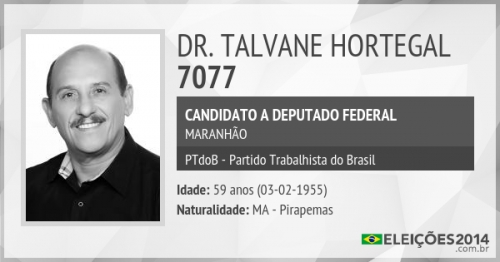 DR. TALVANE HORTEGAL
7077
CANDIDATO A DEPUTADO FEDERAL
MARANHÃO
PTdoB - Partido Trabalhista do Brasil
Idade: 59 anos (03-02-1955)
Naturalidade: MA - Pirapemas
ELEIÇÕES2014
.com.br